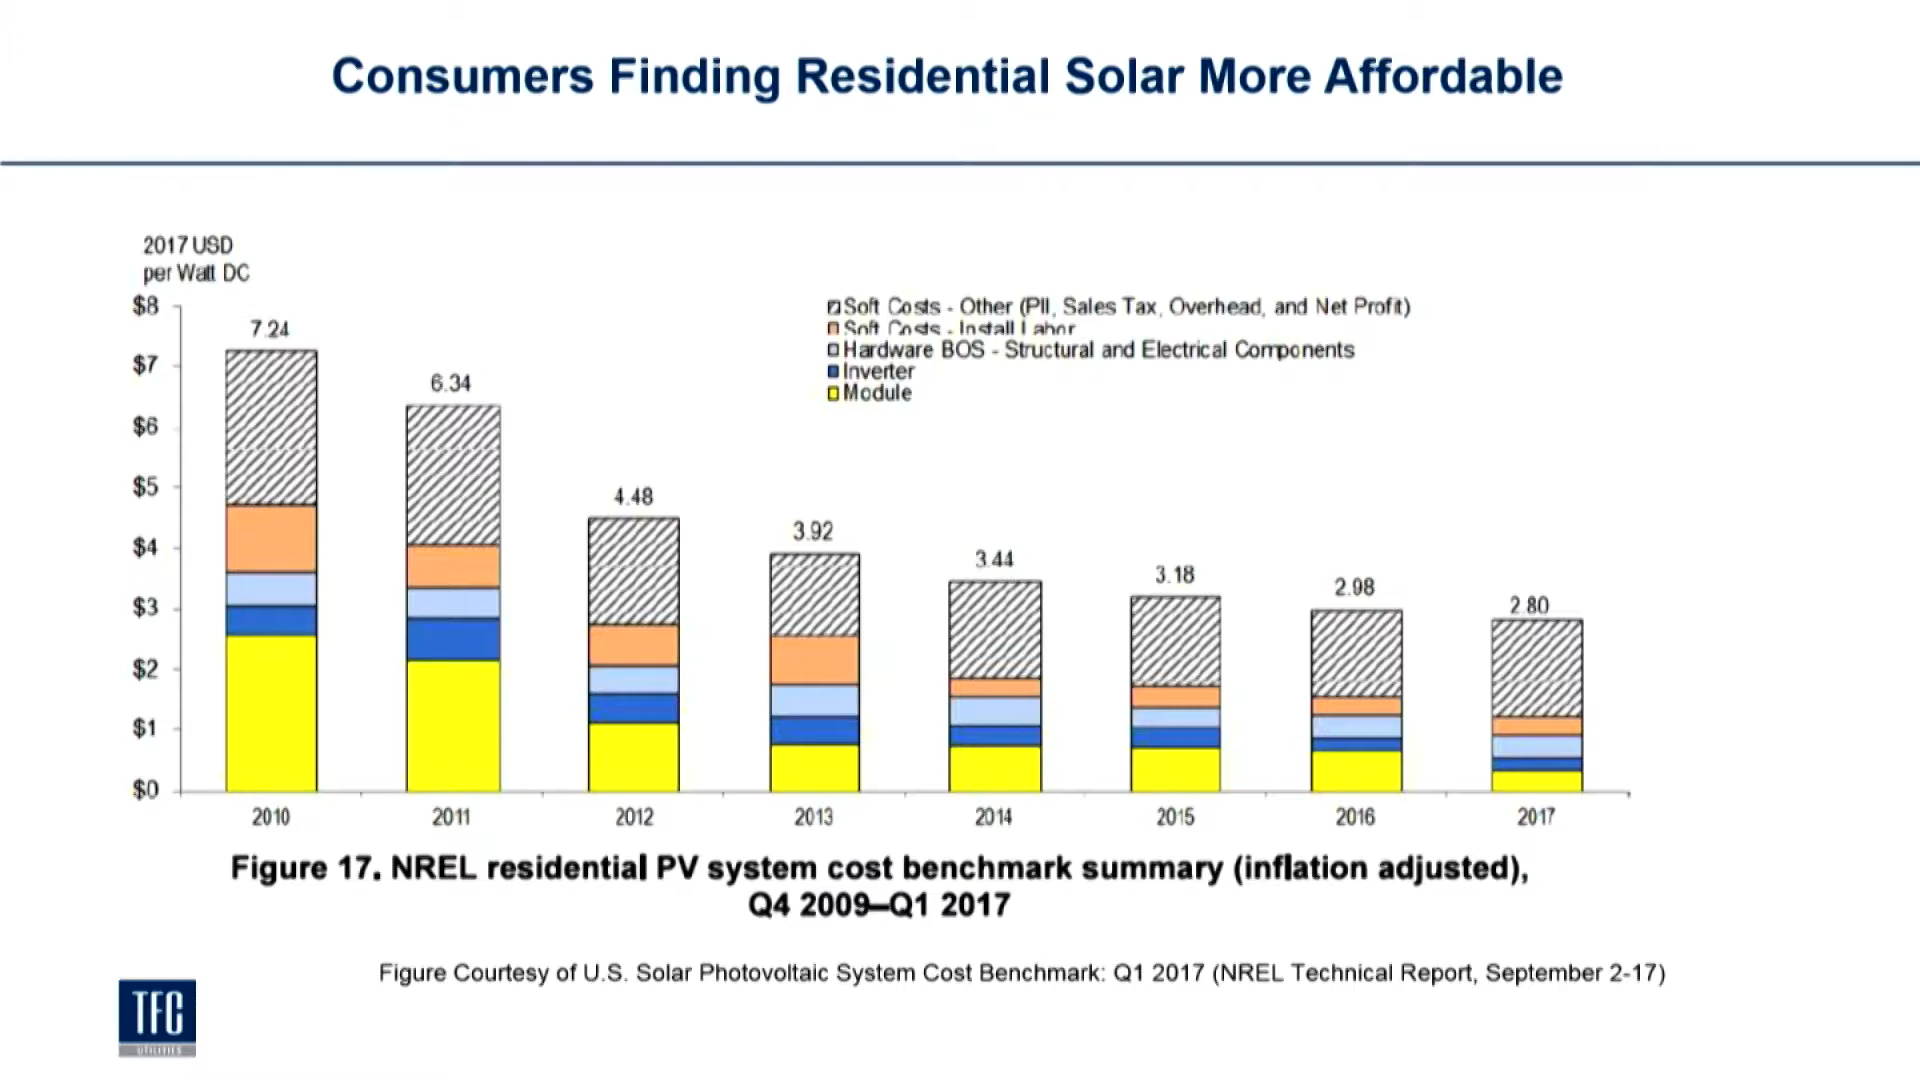 Consumers Finding Residential Solar More Affordable
2017 USD
per Watt DC
$8
$7
$6
$5
$4
$3
$2
$1
$0
7.24
6.34
4.48
3.92
3.44
3.18
2.98
2.80
Soft Costs - Other (PII, Sales Tax, Overhead, and Net Profit)
Soft Costs - Install Labor
Hardware BOS - Structural and Electrical Components
Inverter
Module
2010 2011 2012 2013 2014 2015 2016 2017
Figure 17. NREL residential PV system cost benchmark summary (inflation adjusted),
Q4 2009–Q1 2017
Figure Courtesy of U.S. Solar Photovoltaic System Cost Benchmark: Q1 2017 (NREL Technical Report, September 2-17)
TFC
UTILITIES